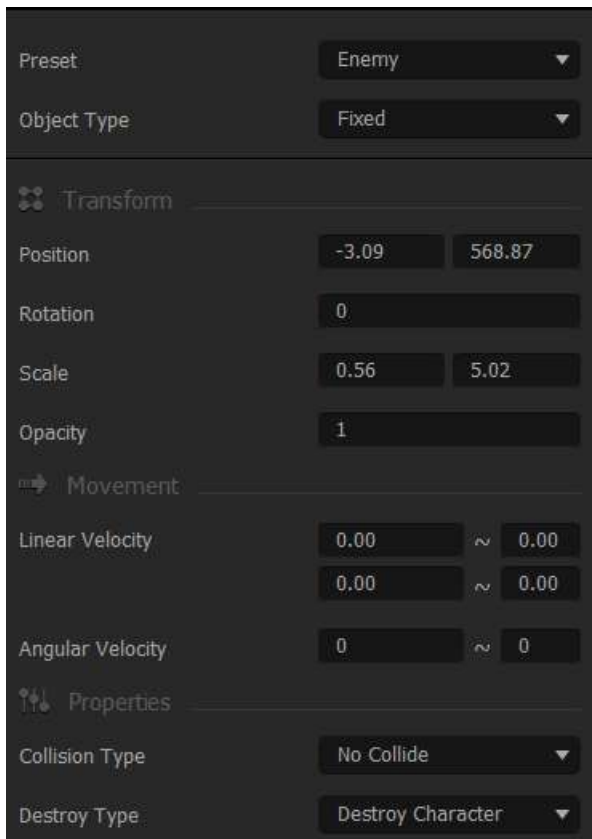 Preset Enemy
Object Type Fixed
Transform
Position -3.09 568.87
Rotation 0
Scale 0.56 5.02
Opacity 1
Movement
Linear Velocity 0.00 ~ 0.00
0.00 ~ 0.00
Angular Velocity 0 ~ 0
Properties
Collision Type No Collide
Destroy Type Destroy Character